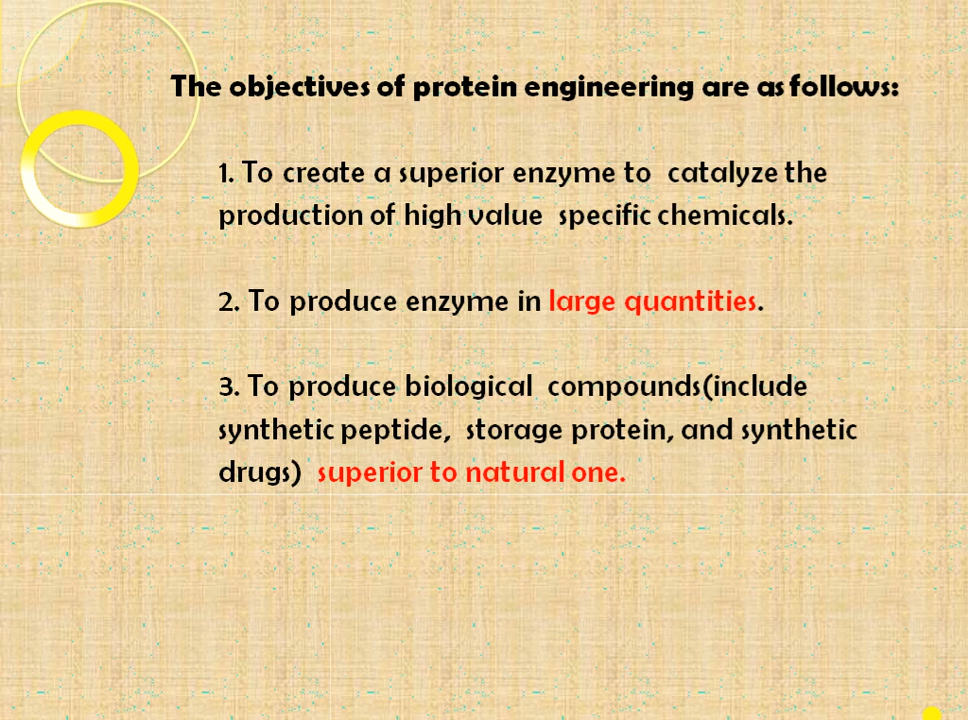 The objectives of protein engineering are as follows:
1. To create a superior enzyme to catalyze the
production of high value specific chemicals.
2. To produce enzyme in large quantities.
3. To produce biological compounds(include
synthetic peptide, storage protein, and synthetic
drugs) superior to natural one.